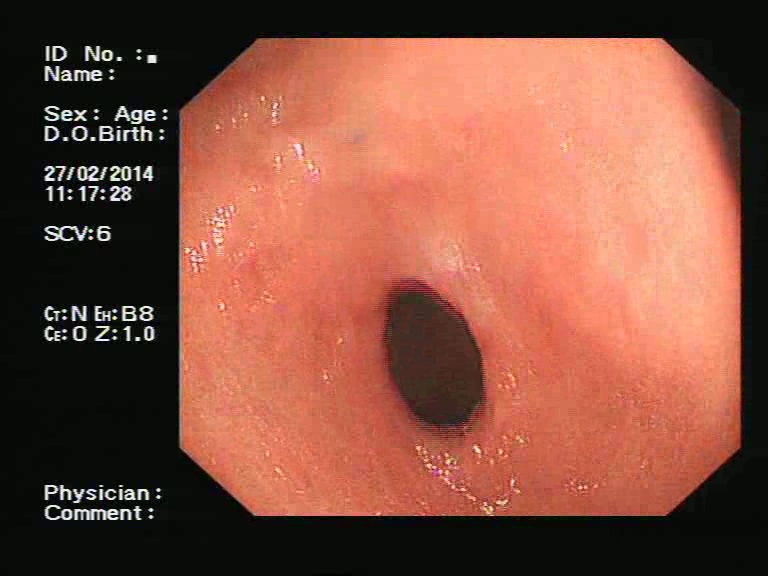 ID No. :
Name:
Sex: Age:
D.O.Birth:
27/02/2014
11:17:28
SCV:6
CT:N EH:B8
CE:0 Z:1.0
Physician:
Comment: